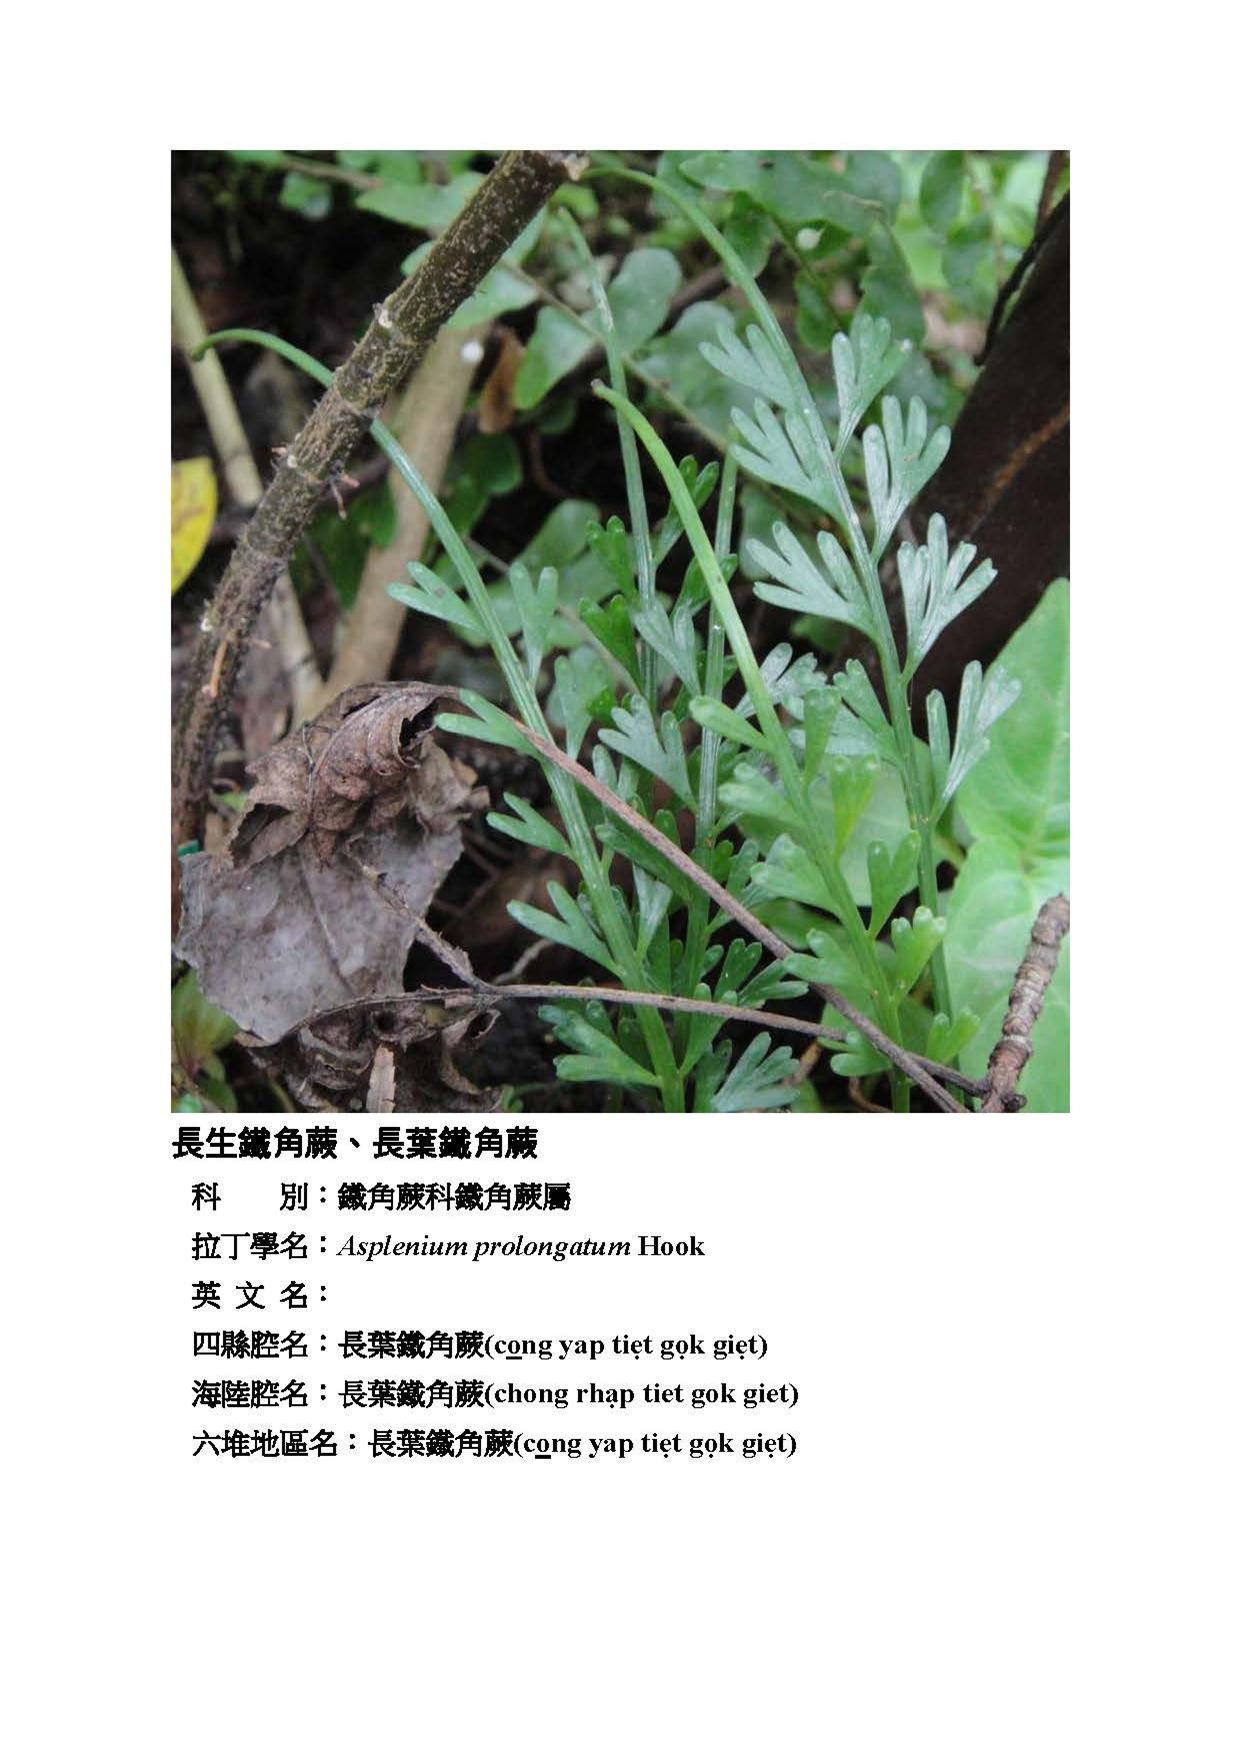 長生鐵角蕨、長葉鐵角蕨
科　　別：鐵角蕨科鐵角蕨屬
拉丁學名：Asplenium prolongatum Hook
英 文 名：
四縣腔名：長葉鐵角蕨(co̲ng yap tiẹt gọk giẹt)
海陸腔名：長葉鐵角蕨(chong rhạp tiet gok giet)
六堆地區名：長葉鐵角蕨(co̲ng yap tiẹt gọk giẹt)